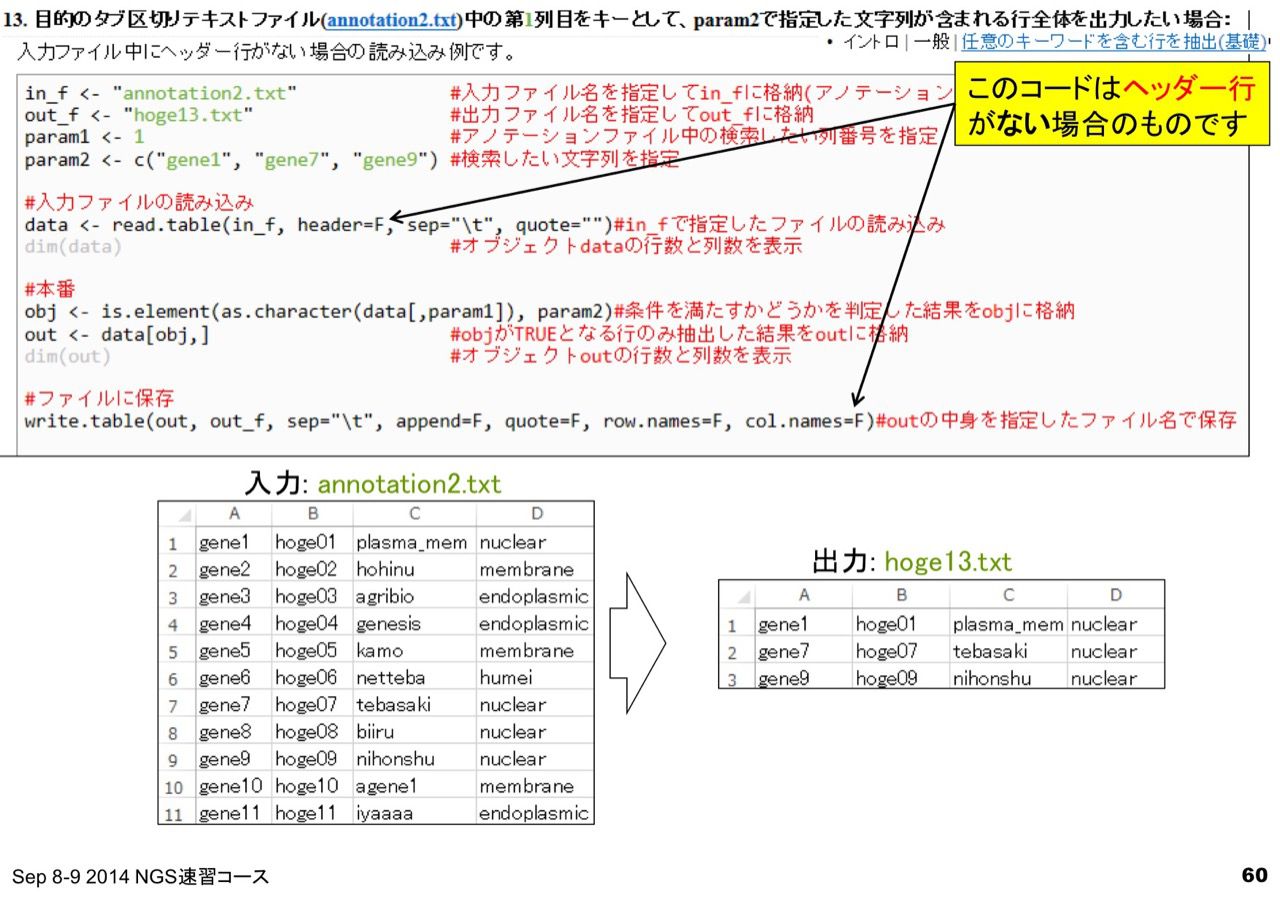 13. 目的のタブ区切りテキストファイル(annotation2.txt)中の第1列目をキーとして、param2で指定した文字列が含まれる行全体を出力したい場合:
• イントロ | 一般 | 任意のキーワードを含む行を抽出(基礎)
入力ファイル中にヘッダー行がない場合の読み込み例です。
このコードはヘッダー行
がない場合のものです
in_f <- "annotation2.txt" #入力ファイル名を指定してin_fに格納(アノテーション
out_f <- "hoge13.txt" #出力ファイル名を指定してout_fに格納
param1 <- 1 #アノテーションファイル中の検索したい列番号を指定
param2 <- c("gene1", "gene7", "gene9") #検索したい文字列を指定
#入力ファイルの読み込み
data <- read.table(in_f, header=F, sep="\t", quote="")#in_fで指定したファイルの読み込み
dim(data) #オブジェクトdataの行数と列数を表示
#本番
obj <- is.element(as.character(data[,param1]), param2)#条件を満たすかどうかを判定した結果をobjに格納
out <- data[obj,] #objがTRUEとなる行のみ抽出した結果をoutに格納
dim(out) #オブジェクトoutの行数と列数を表示
#ファイルに保存
write.table(out, out_f, sep="\t", append=F, quote=F, row.names=F, col.names=F)#outの中身を指定したファイル名で保存
入力: annotation2.txt
A B C D
1 gene1 hoge01 plasma_mem nuclear
2 gene2 hoge02 hohinu membrane
3 gene3 hoge03 agribio endoplasmic
4 gene4 hoge04 genesis endoplasmic
5 gene5 hoge05 kamo membrane
6 gene6 hoge06 netteba humei
7 gene7 hoge07 tebasaki nuclear
8 gene8 hoge08 biiru nuclear
9 gene9 hoge09 nihonshu nuclear
10 gene10 hoge10 agene1 membrane
11 gene11 hoge11 iyaaaa endoplasmic
出力: hoge13.txt
A B C D
1 gene1 hoge01 plasma_mem nuclear
2 gene7 hoge07 tebasaki nuclear
3 gene9 hoge09 nihonshu nuclear
Sep 8-9 2014 NGS速習コース
60